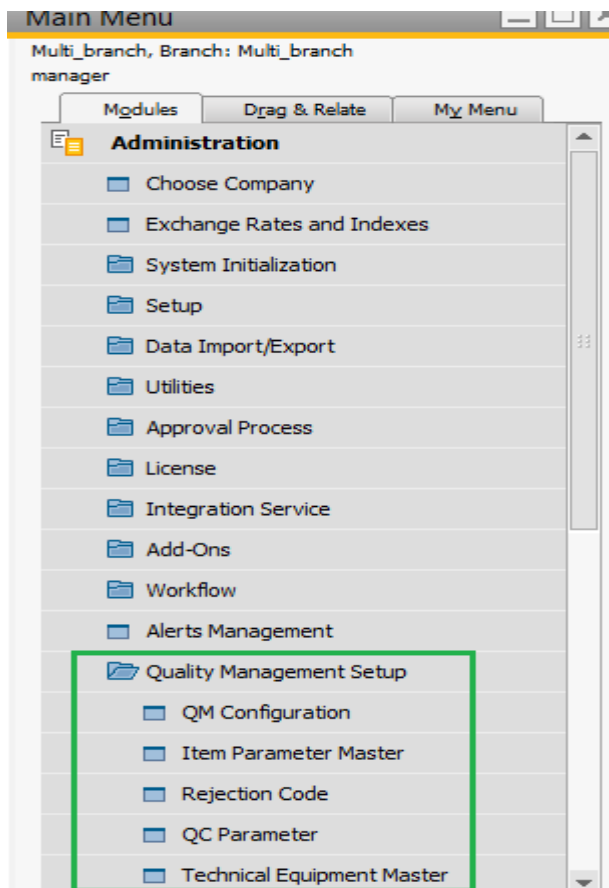 Main Menu
Multi_branch, Branch: Multi_branch
manager
Modules
Drag & Relate
My Menu
Administration
Choose Company
Exchange Rates and Indexes
System Initialization
Setup
Data Import/Export
Utilities
Approval Process
License
Integration Service
Add-Ons
Workflow
Alerts Management
Quality Management Setup
QM Configuration
Item Parameter Master
Rejection Code
QC Parameter
Technical Equipment Master